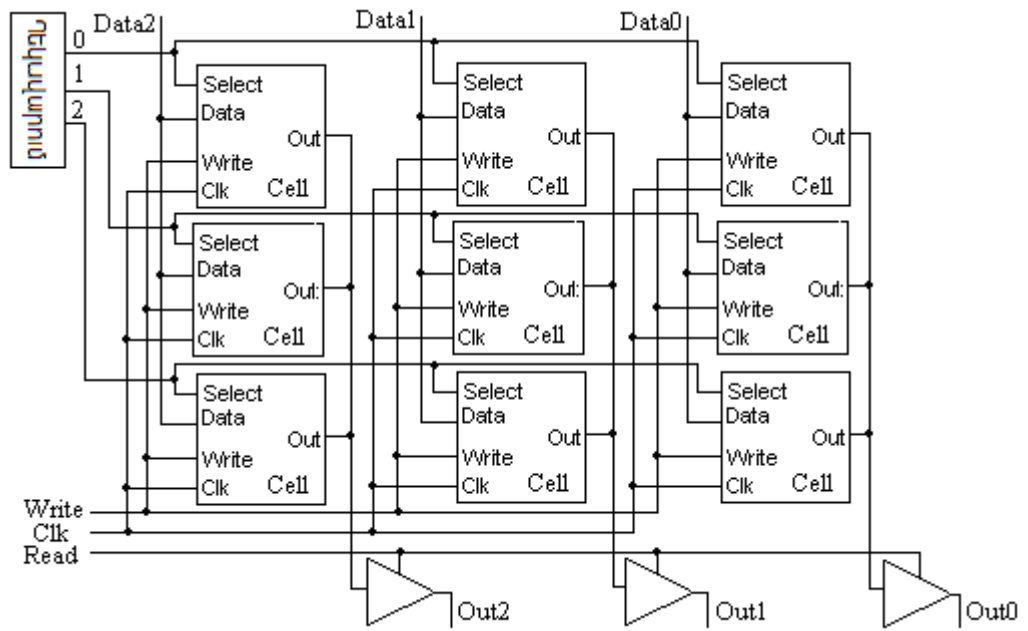 Data2
Data1
Data0
0
1
2
Select
Data
Out
Write
Clk
Cell
Select
Data
Out
Write
Clk
Cell
Select
Data
Out
Write
Clk
Cell
Select
Data
Out:
Write
Clk
Cell
Select
Data
Out:
Write
Clk
Cell
Select
Data
Out:
Write
Clk
Cell
Select
Data
Out
Write
Clk
Cell
Select
Data
Out
Write
Clk
Cell
Select
Data
Out
Write
Clk
Cell
Write
Clk
Read
Out2
Out1
Out0